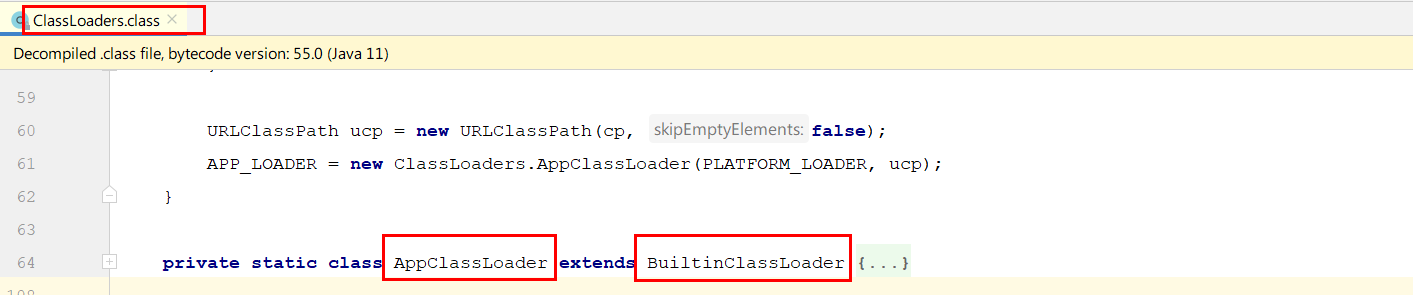 ClassLoaders.class
Decompiled .class file, bytecode version: 55.0 (Java 11)
59
60 URLClassPath ucp = new URLClassPath(cp, skipEmptyElements: false);
61 APP_LOADER = new ClassLoaders.AppClassLoader(PLATFORM_LOADER, ucp);
62 }
63
64 private static class AppClassLoader extends BuiltinClassLoader {...}